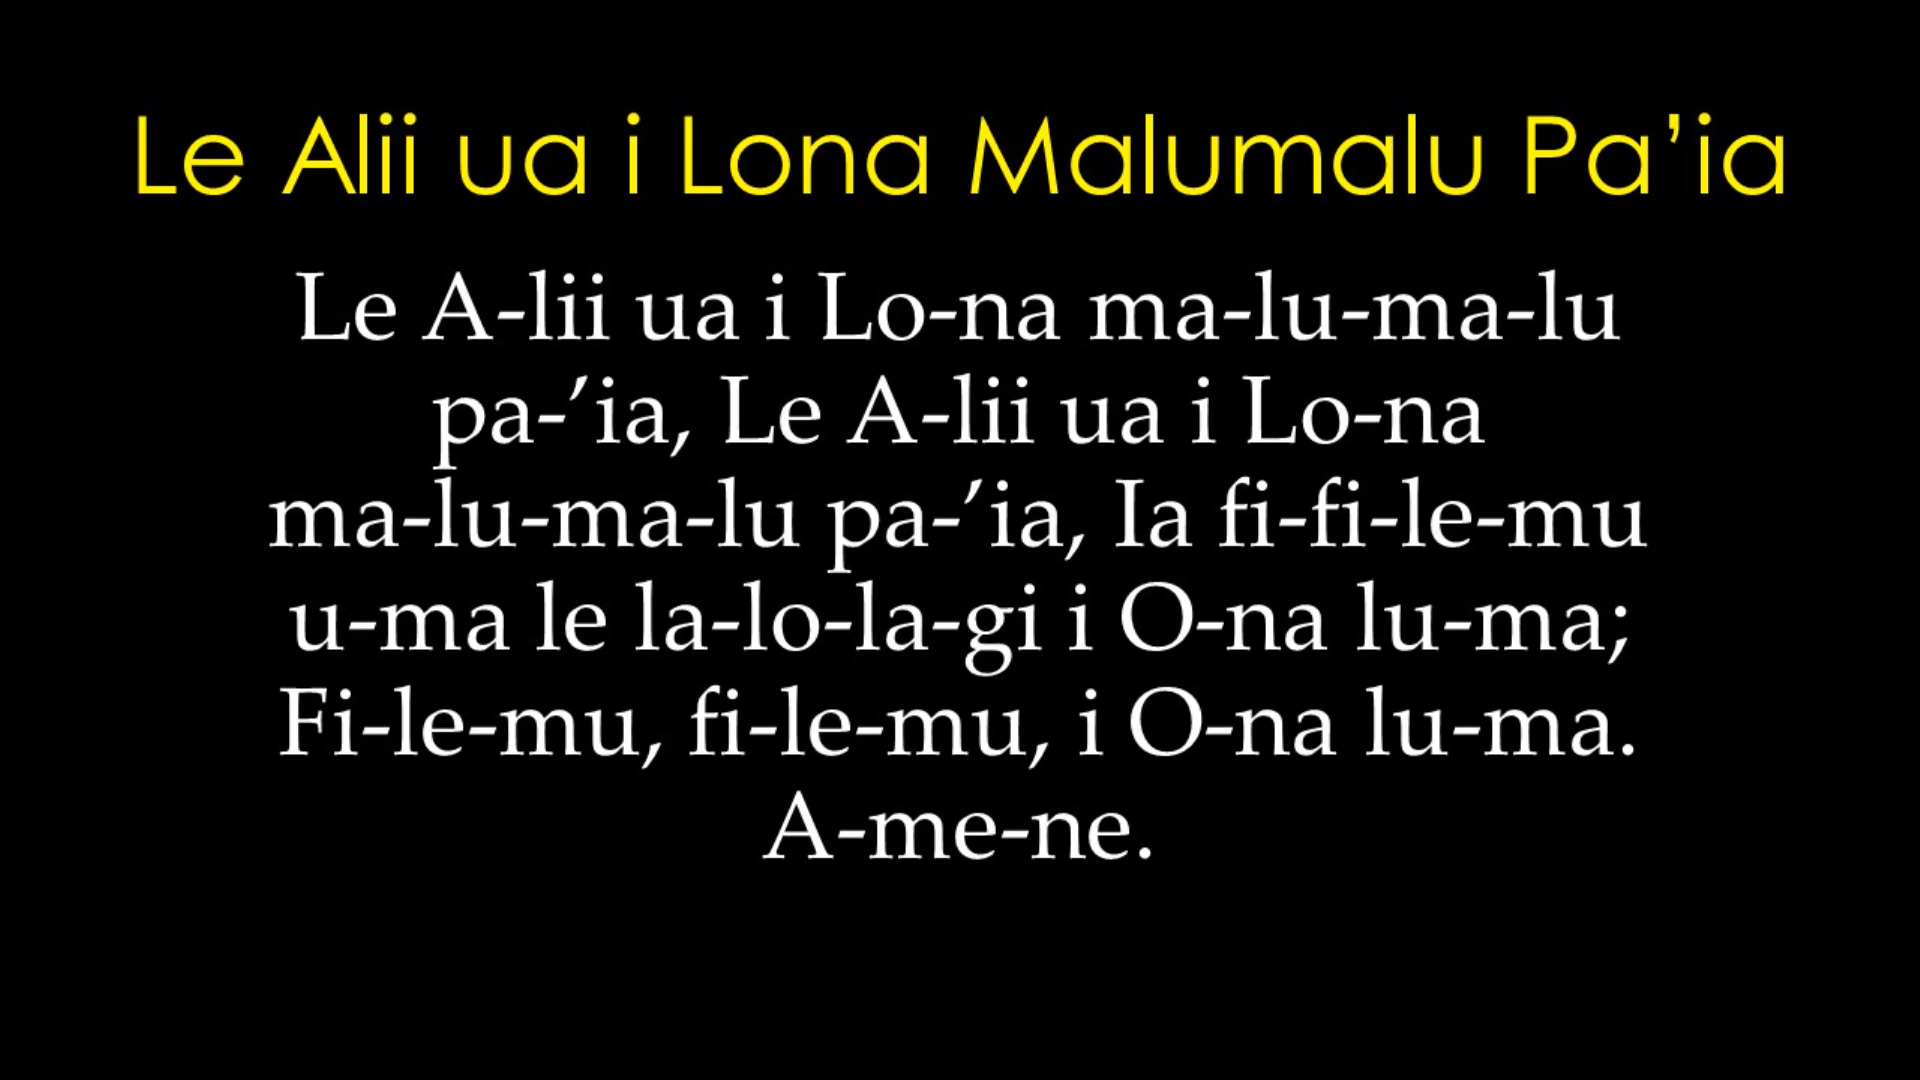 Le Alii ua i Lona Malumalu Pa’ia
Le A-lii ua i Lo-na ma-lu-ma-lu
pa-’ia, Le A-lii ua i Lo-na
ma-lu-ma-lu pa-’ia, Ia fi-fi-le-mu
u-ma le la-lo-la-gi i O-na lu-ma;
Fi-le-mu, fi-le-mu, i O-na lu-ma.
A-me-ne.